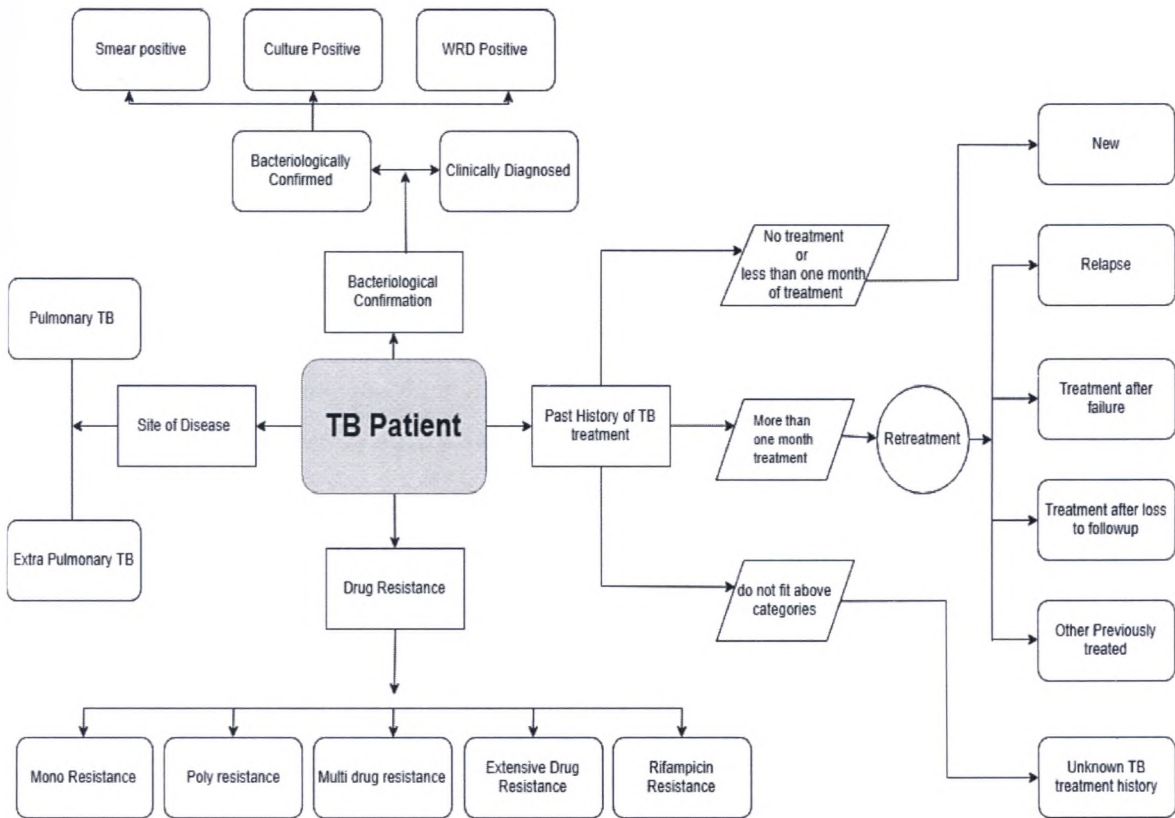 Smear positive
Culture Positive
WRD Positive
Bacteriologically
Confirmed
Clinically Diagnosed
New
No treatment
or
less than one month
of treatment
Bacteriological
Confirmation
Relapse
Pulmonary TB
TB Patient
Site of Disease
Past History of TB
treatment
More than
one month
treatment
Retreatment
Treatment after
failure
Treatment after loss
to followup
Extra Pulmonary TB
Drug Resistance
do not fit above
categories
Other Previously
treated
Mono Resistance
Poly resistance
Multi drug resistance
Extensive Drug
Resistance
Rifampicin
Resistance
Unknown TB
treatment history